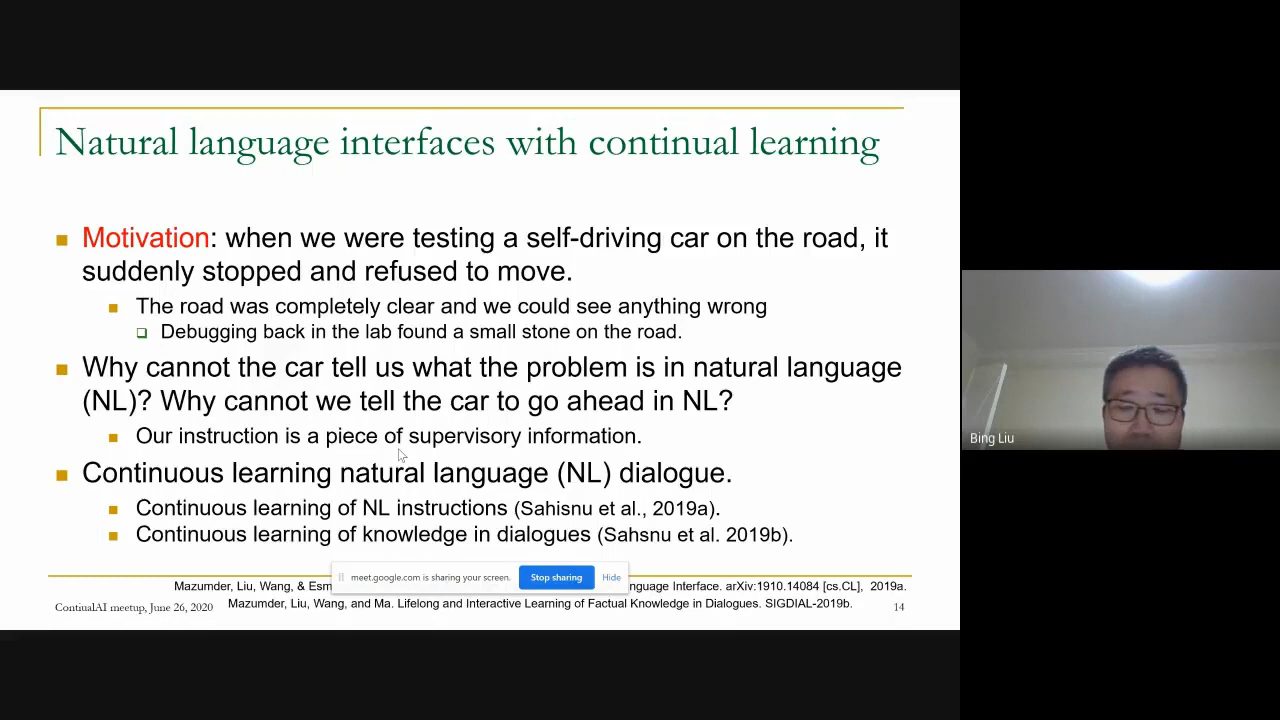 Natural language interfaces with continual learning
Motivation: when we were testing a self-driving car on the road, it
suddenly stopped and refused to move.
The road was completely clear and we could see anything wrong
Debugging back in the lab found a small stone on the road.
Why cannot the car tell us what the problem is in natural language
(NL)? Why cannot we tell the car to go ahead in NL?
Our instruction is a piece of supervisory information.
Continuous learning natural language (NL) dialogue.
Continuous learning of NL instructions (Sahisnu et al., 2019a).
Continuous learning of knowledge in dialogues (Sahsnu et al. 2019b).
meet.google.com is sharing your screen. Stop sharing Hide
Mazumder, Liu, Wang, & Esm nguage Interface. arXiv:1910.14084 [cs.CL], 2019a.
Mazumder, Liu, Wang, and Ma. Lifelong and Interactive Learning of Factual Knowledge in Dialogues. SIGDIAL-2019b.
ContinualAI meetup, June 26, 2020
14
Bing Liu